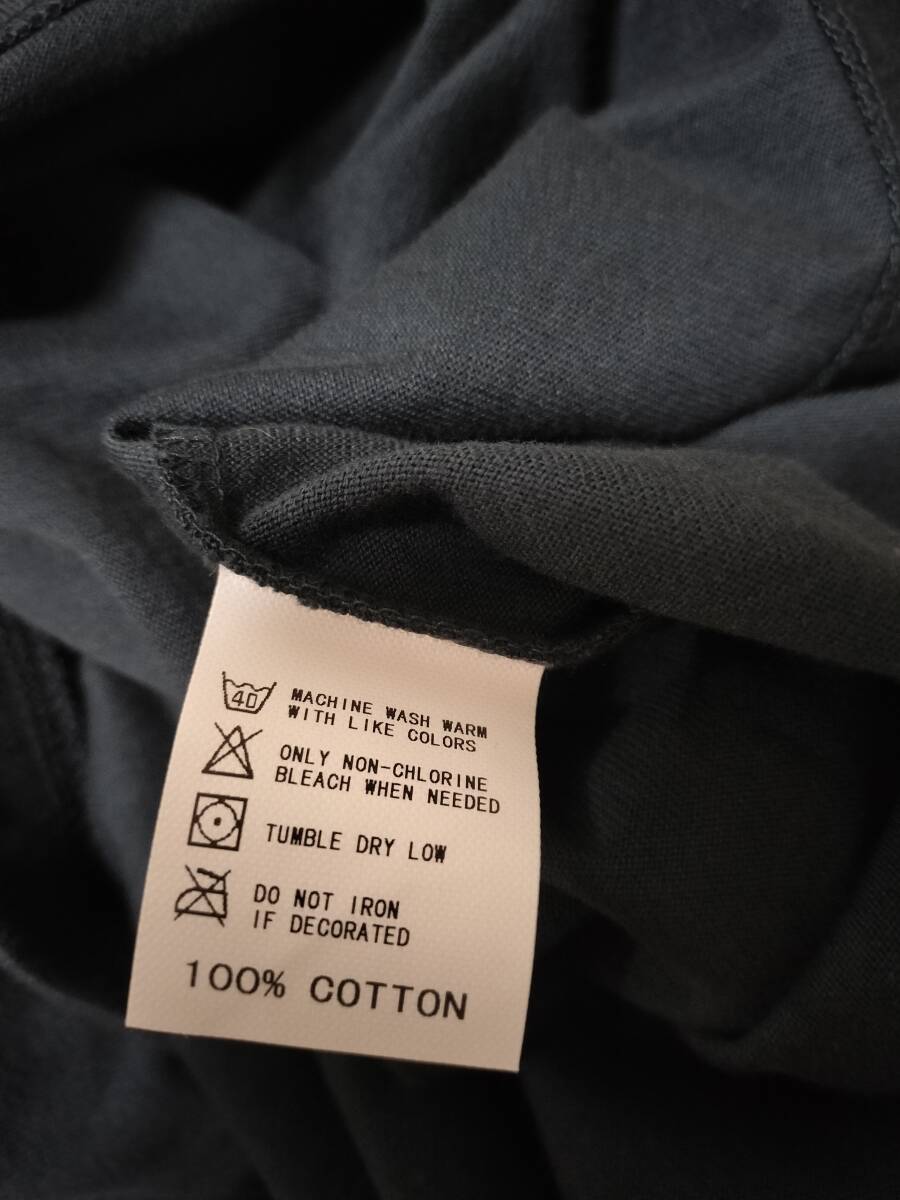 40
MACHINE WASH WARM
WITH LIKE COLORS
ONLY NON-CHLORINE
BLEACH WHEN NEEDED
TUMBLE DRY LOW
DO NOT IRON
IF DECORATED
100% COTTON